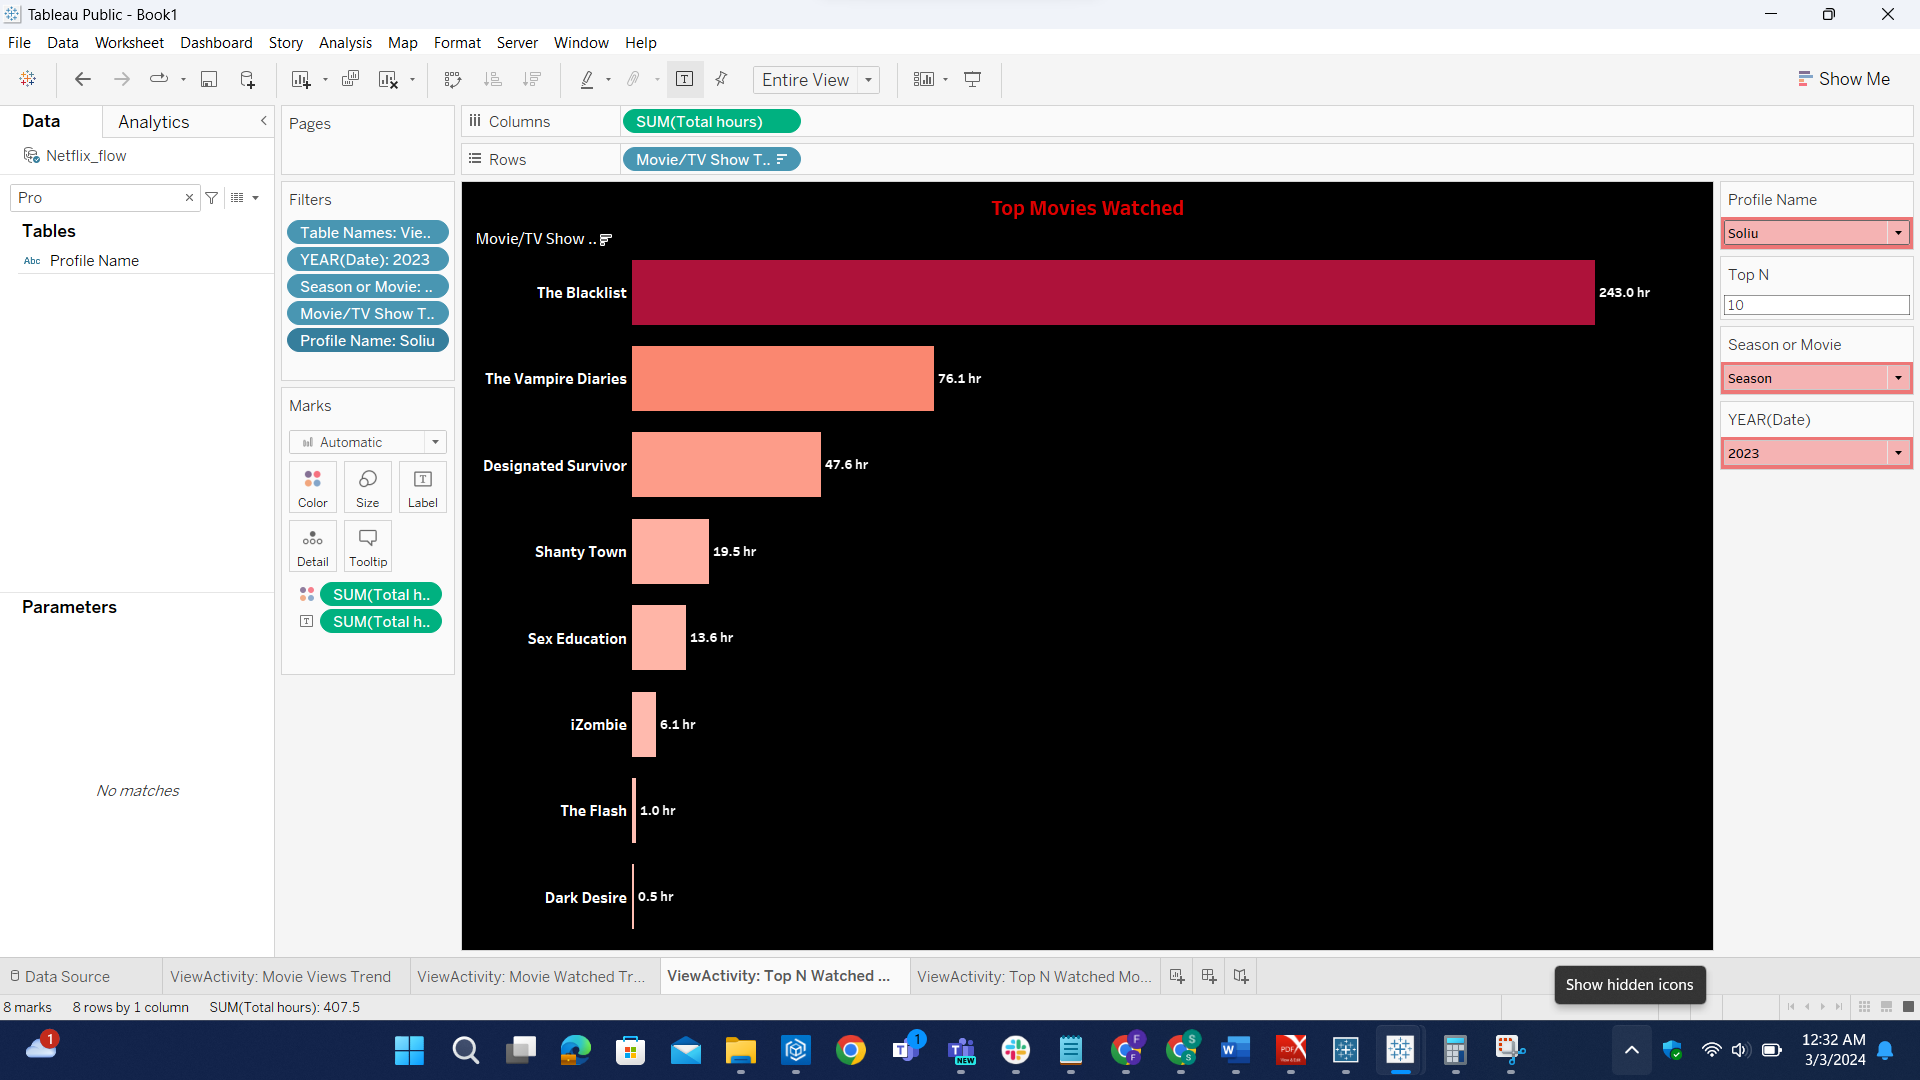 Tableau Public - Book1
File Data Worksheet Dashboard Story Analysis Map Format Server Window Help
Entire View
Show Me
Data
Analytics
Netflix_flow
Pro
Tables
Abc Profile Name
Parameters
No matches
Pages
Filters
Table Names: Vie..
YEAR(Date): 2023
Season or Movie: ..
Movie/TV Show T..
Profile Name: Soliu
Marks
Automatic
Color Size Label
Detail Tooltip
SUM(Total h..
SUM(Total h..
Columns
SUM(Total hours)
Rows
Movie/TV Show T..
Top Movies Watched
Movie/TV Show ..
The Blacklist 243.0 hr
The Vampire Diaries 76.1 hr
Designated Survivor 47.6 hr
Shanty Town 19.5 hr
Sex Education 13.6 hr
iZombie 6.1 hr
The Flash 1.0 hr
Dark Desire 0.5 hr
Profile Name
Soliu
Top N
10
Season or Movie
Season
YEAR(Date)
2023
Data Source
ViewActivity: Movie Views Trend
ViewActivity: Movie Watched Tr...
ViewActivity: Top N Watched ...
ViewActivity: Top N Watched Mo...
Show hidden icons
8 marks 8 rows by 1 column SUM(Total hours): 407.5
1
1
NEW
F
F
S
S
W
PDF
12:32 AM
3/3/2024